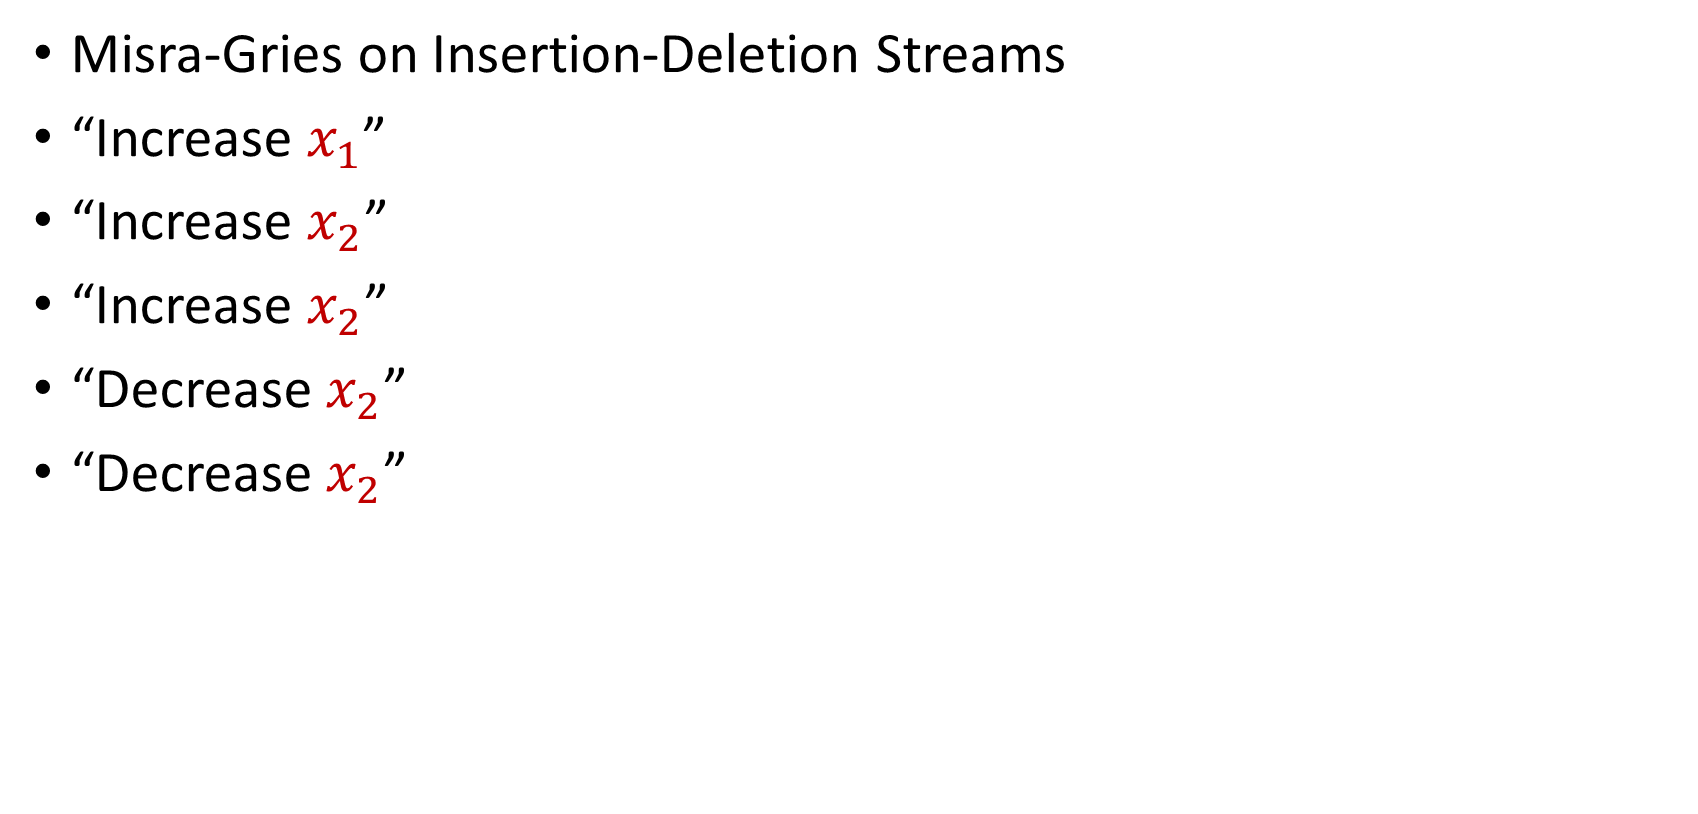 • Misra-Gries on Insertion-Deletion Streams
• “Increase 𝑥₁”
• “Increase 𝑥₂”
• “Increase 𝑥₂”
• “Decrease 𝑥₂”
• “Decrease 𝑥₂”